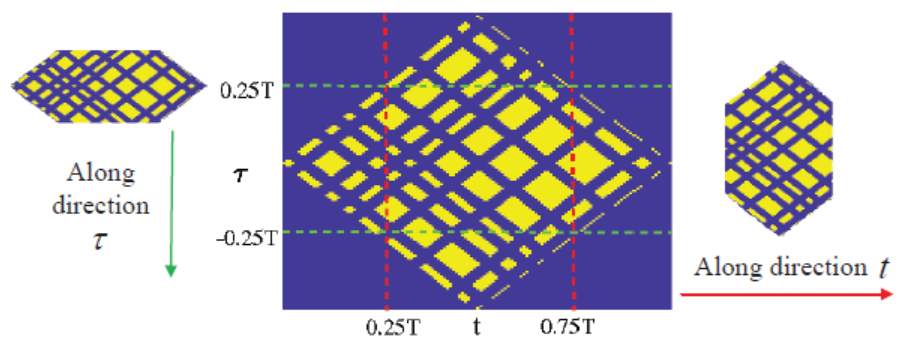 0.25T
Along
direction
τ
τ
-0.25T
0.25T
t
0.75T
Along direction t